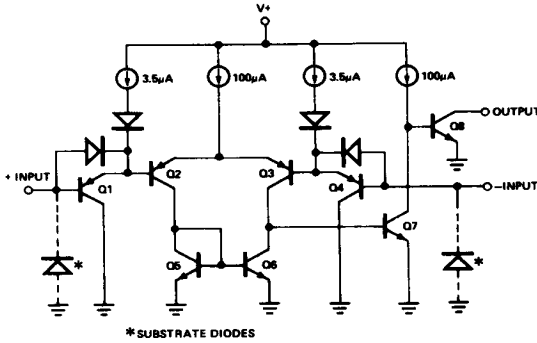 V+
3.5μA
100μA
3.5μA
100μA
Q8
OUTPUT
+ INPUT
Q1
Q2
Q3
Q4
–INPUT
Q7
*
Q5
Q6
*
*SUBSTRATE DIODES